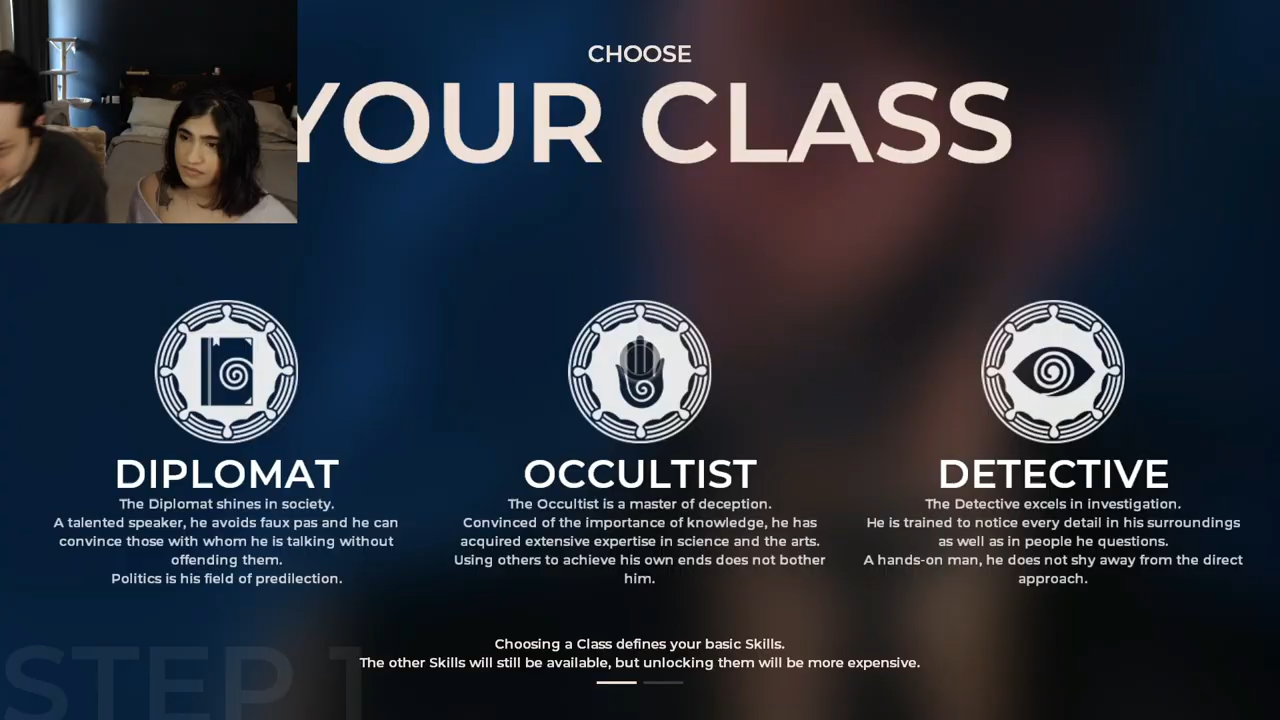 CHOOSE
YOUR CLASS
DIPLOMAT
The Diplomat shines in society.
A talented speaker, he avoids faux pas and he can
convince those with whom he is talking without
offending them.
Politics is his field of predilection.
OCCULTIST
The Occultist is a master of deception.
Convinced of the importance of knowledge, he has
acquired extensive expertise in science and the arts.
Using others to achieve his own ends does not bother
him.
DETECTIVE
The Detective excels in investigation.
He is trained to notice every detail in his surroundings
as well as in people he questions.
A hands-on man, he does not shy away from the direct
approach.
Choosing a Class defines your basic Skills.
The other Skills will still be available, but unlocking them will be more expensive.
STEP 1